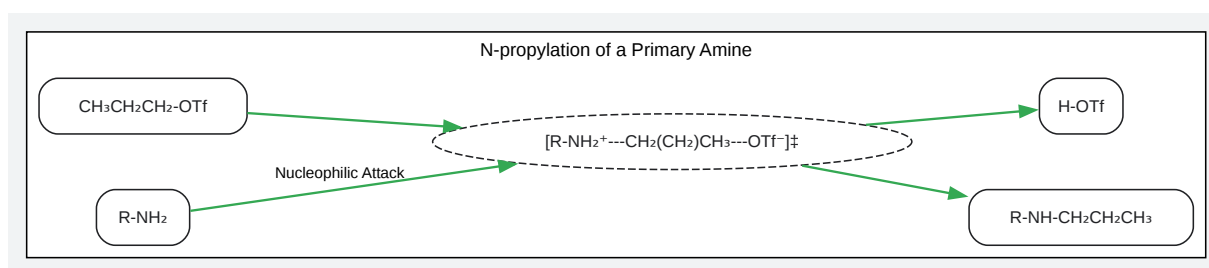 N-propylation of a Primary Amine
CH₃CH₂CH₂-OTf
H-OTf
[R-NH₂⁺---CH₂(CH₂)CH₃---OTf⁻]‡
Nucleophilic Attack
R-NH₂
R-NH-CH₂CH₂CH₃